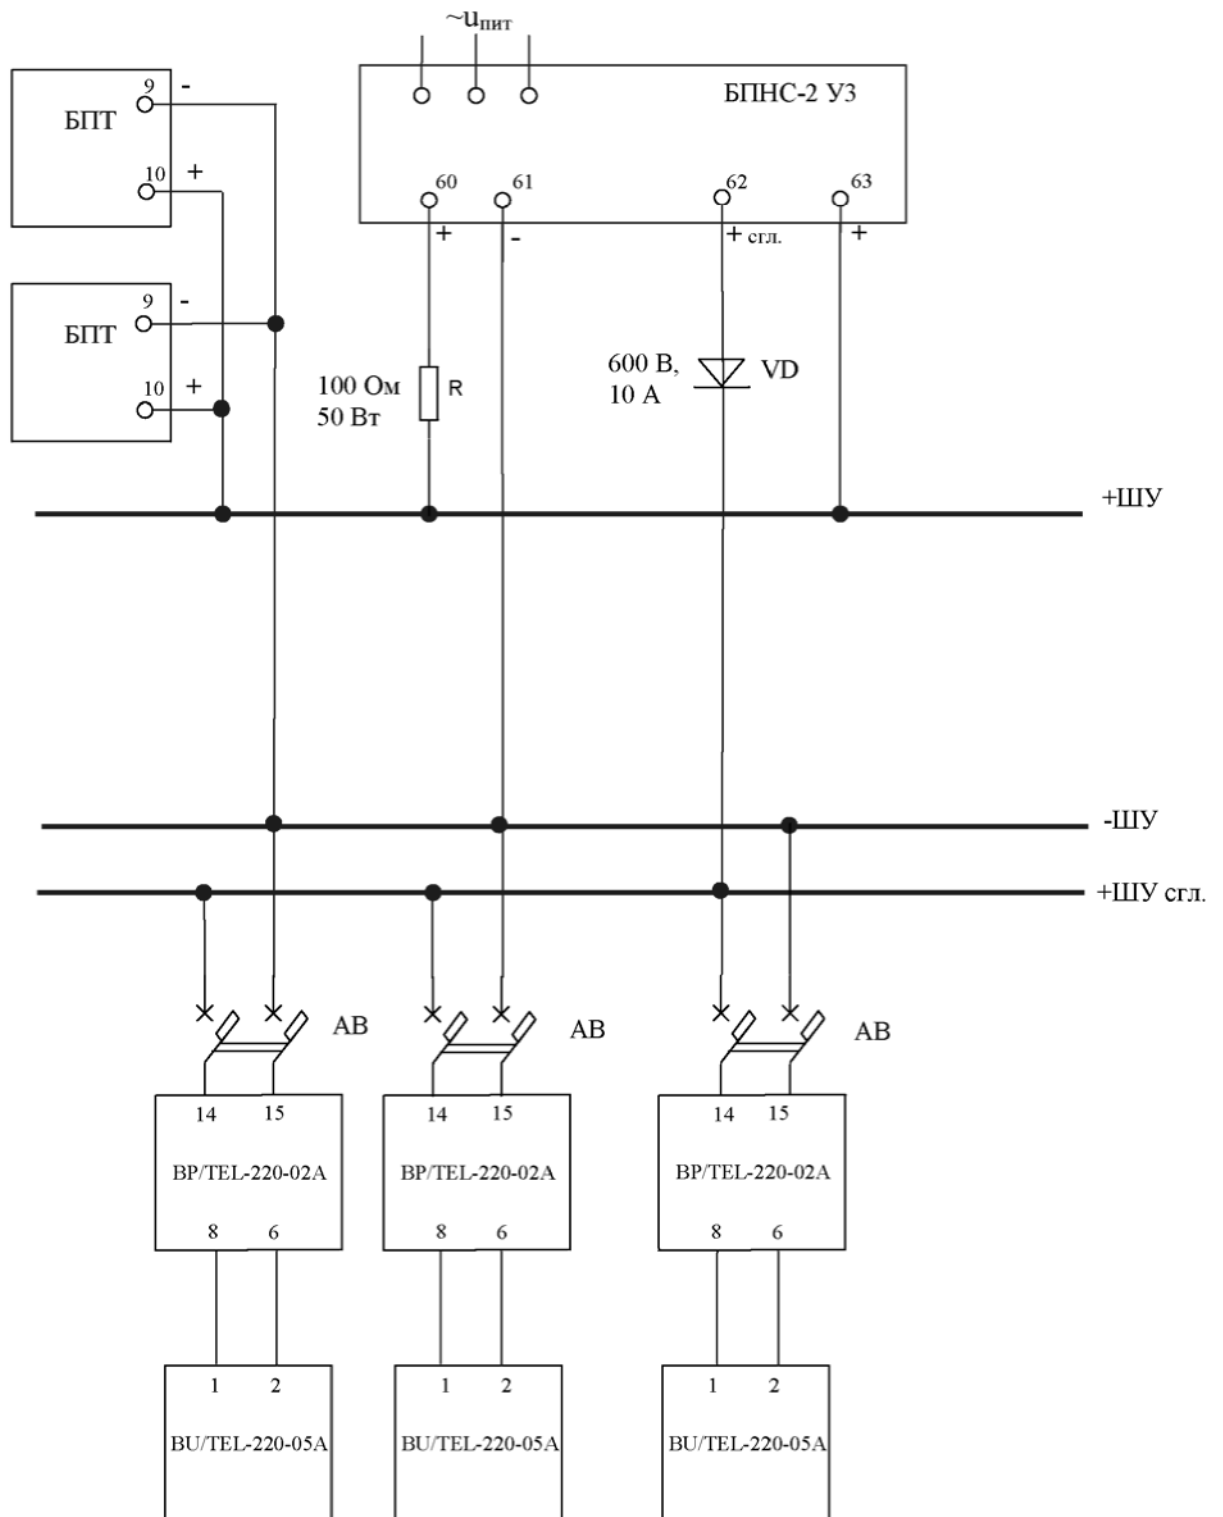 ~uпит
БПНС-2 У3
9 -
БПТ
10 +
60
61
62
63
+
-
+ сгл.
+
9 -
БПТ
10 +
100 Ом
50 Вт
R
600 В,
10 А
VD
+ШУ
-ШУ
+ШУ сгл.
АВ
АВ
АВ
14 15
14 15
14 15
BP/TEL-220-02A
BP/TEL-220-02A
BP/TEL-220-02A
8 6
8 6
8 6
1 2
1 2
1 2
BU/TEL-220-05A
BU/TEL-220-05A
BU/TEL-220-05A